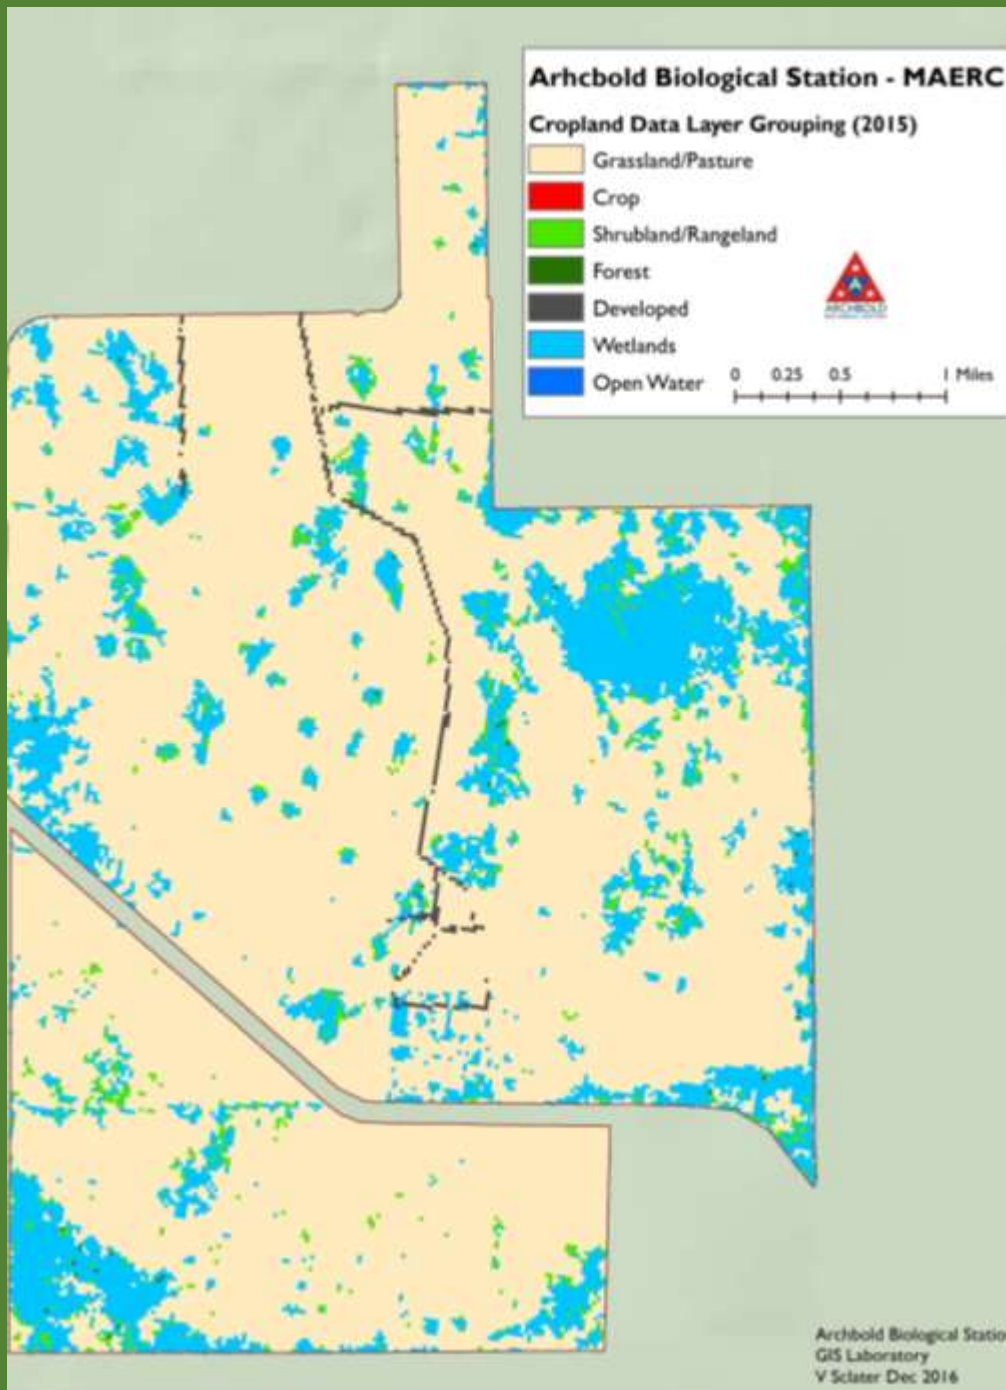 Arhcbold Biological Station - MAERC
Cropland Data Layer Grouping (2015)
Grassland/Pasture
Crop
Shrubland/Rangeland
Forest
Developed
Wetlands
Open Water
ARCHBOLD
0 0.25 0.5 1 Miles
Archbold Biological Statio
GIS Laboratory
V Sclater Dec 2016